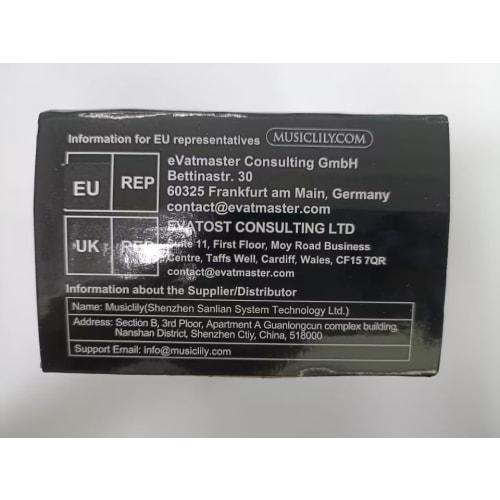 Information for EU representatives MUSICLILY.COM
EU REP
eVatmaster Consulting GmbH
Bettinastr. 30
60325 Frankfurt am Main, Germany
contact@evatmaster.com
UK REP
EVATOST CONSULTING LTD
Suite 11, First Floor, Moy Road Business
Centre, Taffs Well, Cardiff, Wales, CF15 7QR
contact@evatmaster.com
Information about the Supplier/Distributor
Name: Musiclily(Shenzhen Sanlian System Technology Ltd.)
Address: Section B, 3rd Ploor, Apartment A Guanlongcun complex building,
Nanshan District, Shenzhen Ctiy, China, 518000
Support Email: info@musiclily.com